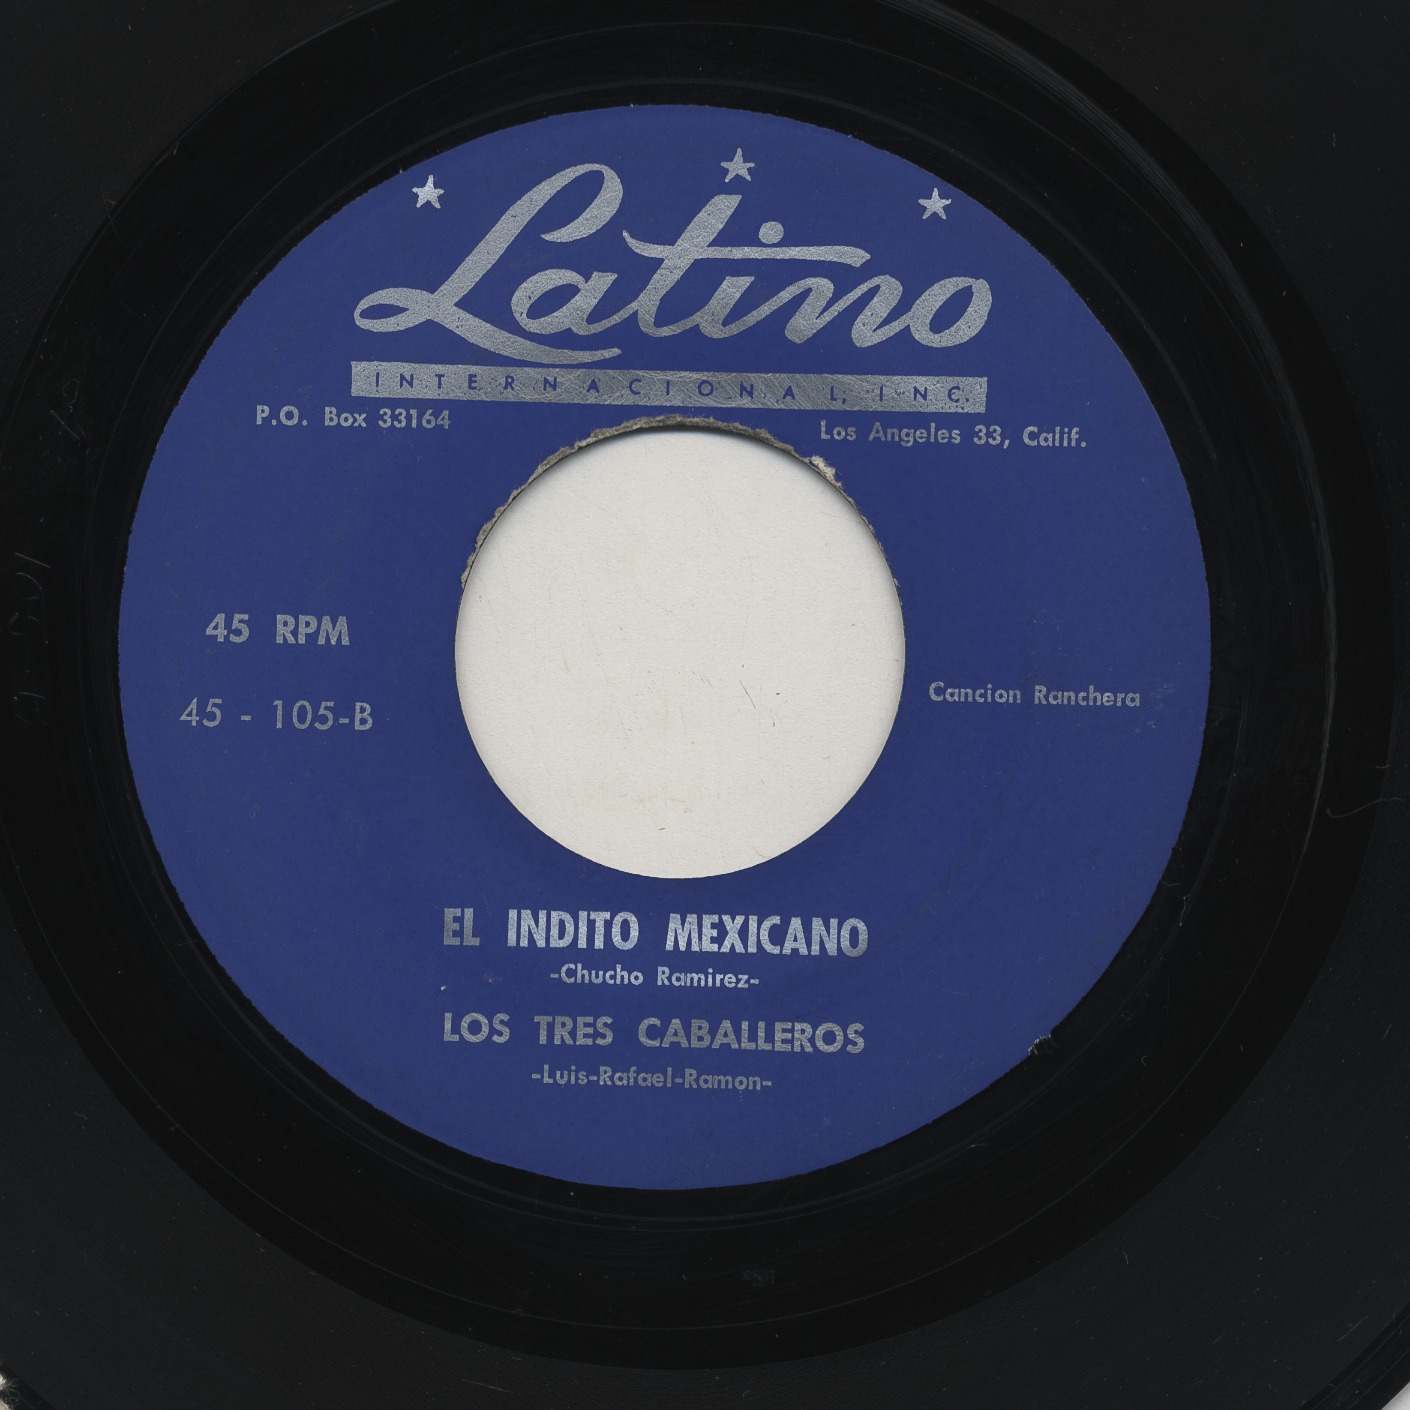 Latino
INTERNACIONAL, INC.
P.O. Box 33164
Los Angeles 33, Calif.
45 RPM
45 - 105-B
Cancion Ranchera
EL INDITO MEXICANO
-Chucho Ramirez-
LOS TRES CABALLEROS
-Luis-Rafael-Ramon-